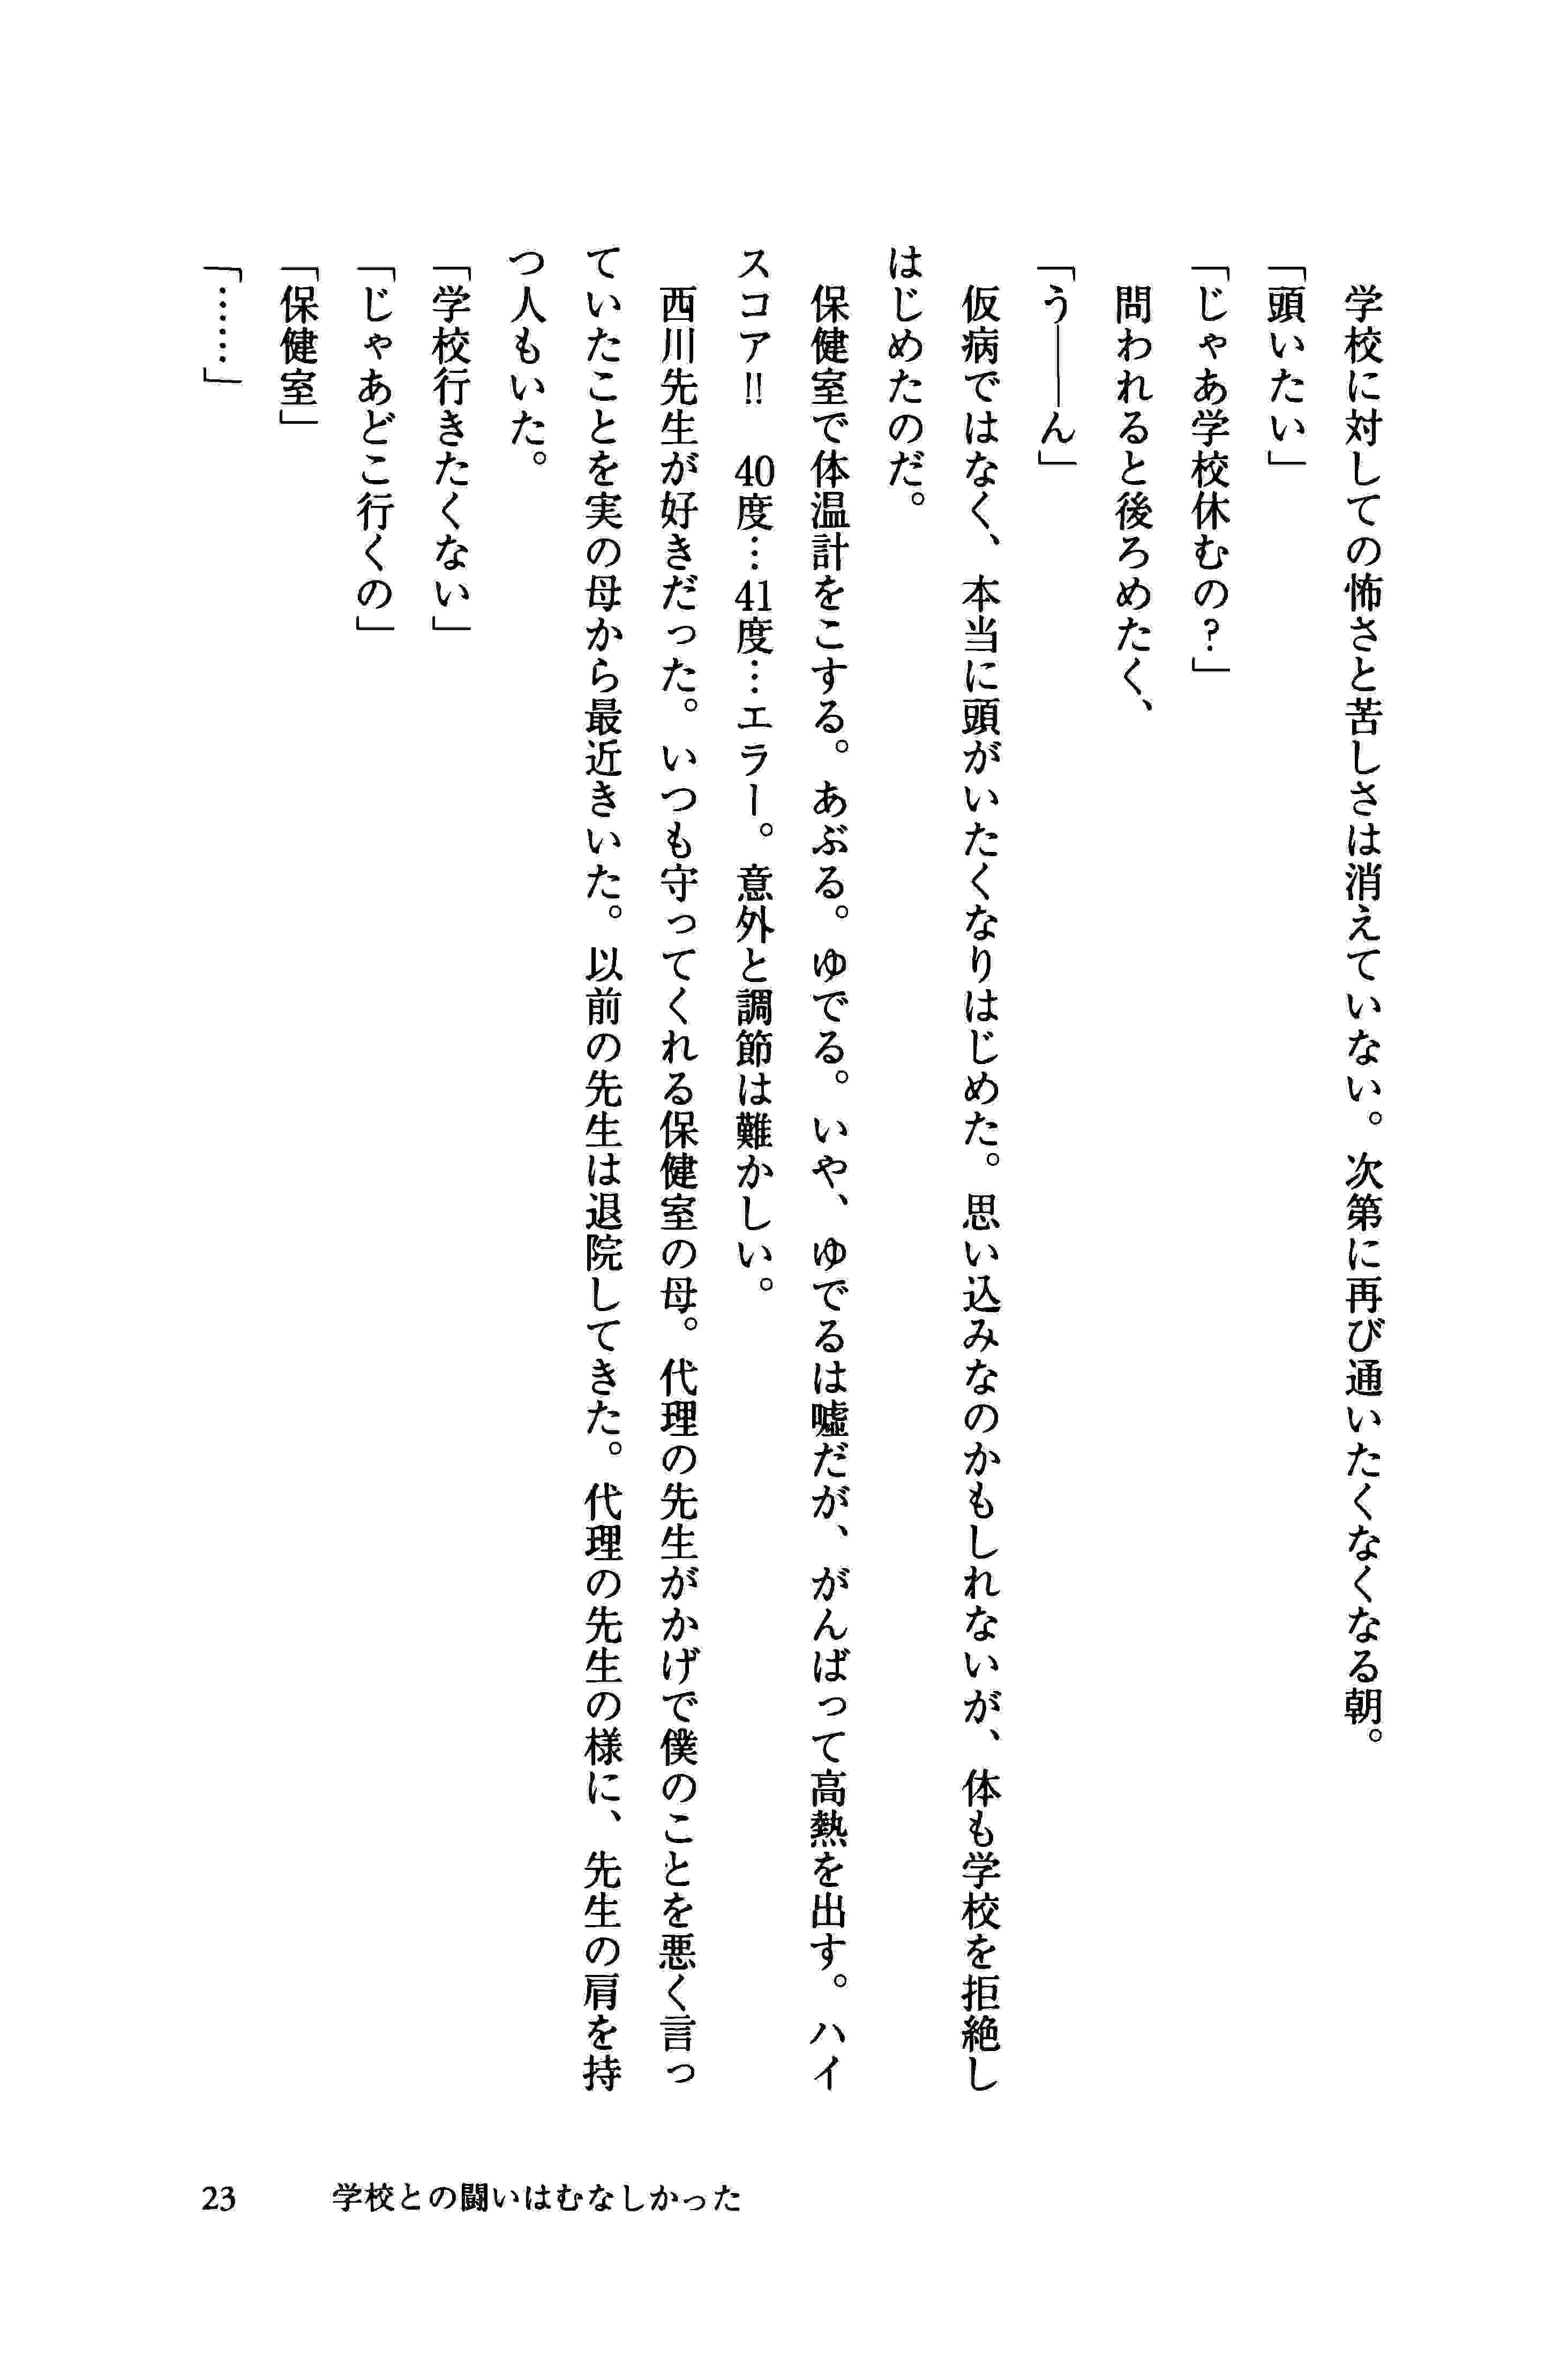 学校に対しての怖さと苦しさは消えていない。次第に再び通いたくなくなる朝。
「頭いたい」
「じゃあ学校休むの？」
　問われると後ろめたく、
「う――ん」
　仮病ではなく、本当に頭がいたくなりはじめた。思い込みなのかもしれないが、体も学校を拒絶し
はじめたのだ。
　保健室で体温計をこする。あぶる。ゆでる。いや、ゆでるは嘘だが、がんばって高熱を出す。ハイ
スコア‼　40度…41度…エラー。意外と調節は難かしい。
　西川先生が好きだった。いつも守ってくれる保健室の母。代理の先生がかげで僕のことを悪く言っ
ていたことを実の母から最近きいた。以前の先生は退院してきた。代理の先生の様に、先生の肩を持
つ人もいた。
「学校行きたくない」
「じゃあどこ行くの」
「保健室」
「……」
23　学校との闘いはむなしかった